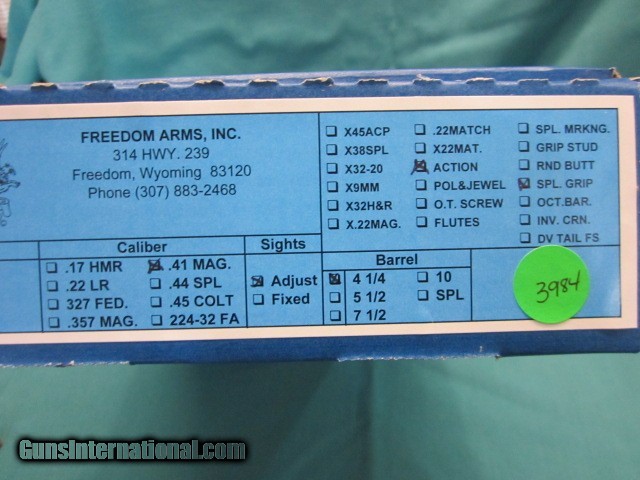 FREEDOM ARMS, INC.
314 HWY. 239
Freedom, Wyoming 83120
Phone (307) 883-2468
X45ACP
X38SPL
X32-20
X9MM
X32H&R
X.22MAG.
.22MATCH
X22MAT.
ACTION
POL&JEWEL
O.T. SCREW
FLUTES
SPL. MRKNG.
GRIP STUD
RND BUTT
SPL. GRIP
OCT.BAR.
INV. CRN.
DV TAIL FS
Caliber
.17 HMR
.22 LR
327 FED.
.357 MAG.
.41 MAG.
.44 SPL
.45 COLT
224-32 FA
Sights
Adjust
Fixed
Barrel
4 1/4
5 1/2
7 1/2
10
SPL
3984
GunsInternational.com